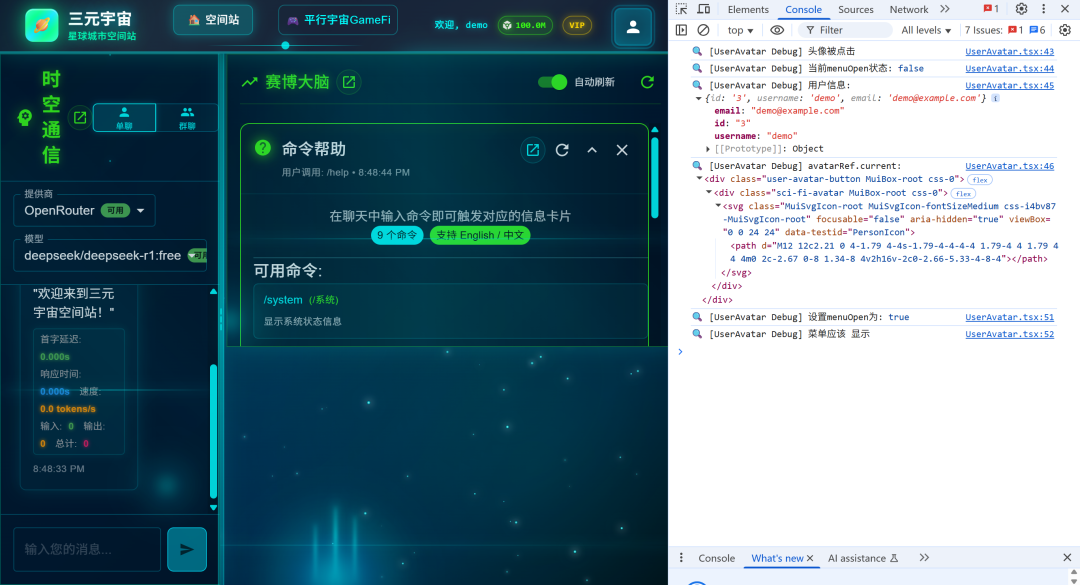 三元宇宙
星球城市空间站
空间站
平行宇宙GameFi
欢迎, demo
100.0M
VIP
时
空
通
信
单聊
群聊
提供商
OpenRouter 可用
模型
deepseek/deepseek-r1:free
"欢迎来到三元
宇宙空间站！"
首字延迟:
0.000s
响应时间:
0.000s 速度:
0.0 tokens/s
输入: 0 输出:
0 总计: 0
8:48:33 PM
输入您的消息...
赛博大脑
自动刷新
? 命令帮助
用户调用: /help • 8:48:44 PM
在聊天中输入命令即可触发对应的信息卡片
9 个命令 支持 English / 中文
可用命令:
/system (/系统)
显示系统状态信息
Elements Console Sources Network 1
top Filter All levels 7 Issues: 1 6
[UserAvatar Debug] 头像被点击 UserAvatar.tsx:43
[UserAvatar Debug] 当前menuOpen状态: false UserAvatar.tsx:44
[UserAvatar Debug] 用户信息: UserAvatar.tsx:45
{id: '3', username: 'demo', email: 'demo@example.com'} i
email: "demo@example.com"
id: "3"
username: "demo"
[[Prototype]]: Object
[UserAvatar Debug] avatarRef.current: UserAvatar.tsx:46
<div class="user-avatar-button MuiBox-root css-0"> flex
<div class="sci-fi-avatar MuiBox-root css-0"> flex
<svg class="MuiSvgIcon-root MuiSvgIcon-fontSizeMedium css-i4bv87
-MuiSvgIcon-root" focusable="false" aria-hidden="true" viewBox=
"0 0 24 24" data-testid="PersonIcon">
<path d="M12 12c2.21 0 4-1.79 4-4s-1.79-4-4-4-4 1.79-4 4 1.79 4
4 4m0 2c-2.67 0-8 1.34-8 4v2h16v-2c0-2.66-5.33-4-8-4"></path>
</svg>
</div>
</div>
[UserAvatar Debug] 设置menuOpen为: true UserAvatar.tsx:51
[UserAvatar Debug] 菜单应该 显示 UserAvatar.tsx:52
Console What's new AI assistance